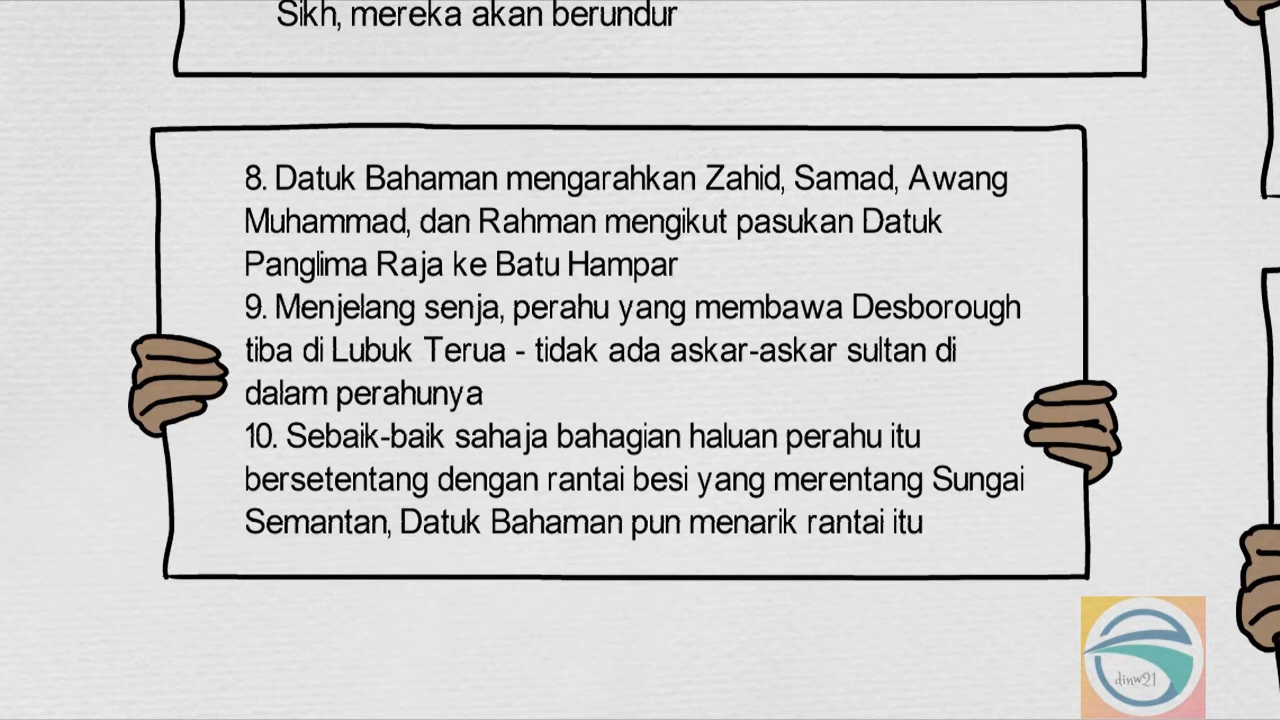 Sikh, mereka akan berundur
8. Datuk Bahaman mengarahkan Zahid, Samad, Awang
Muhammad, dan Rahman mengikut pasukan Datuk
Panglima Raja ke Batu Hampar
9. Menjelang senja, perahu yang membawa Desborough
tiba di Lubuk Terua - tidak ada askar-askar sultan di
dalam perahunya
10. Sebaik-baik sahaja bahagian haluan perahu itu
bersetentang dengan rantai besi yang merentang Sungai
Semantan, Datuk Bahaman pun menarik rantai itu
dinw21